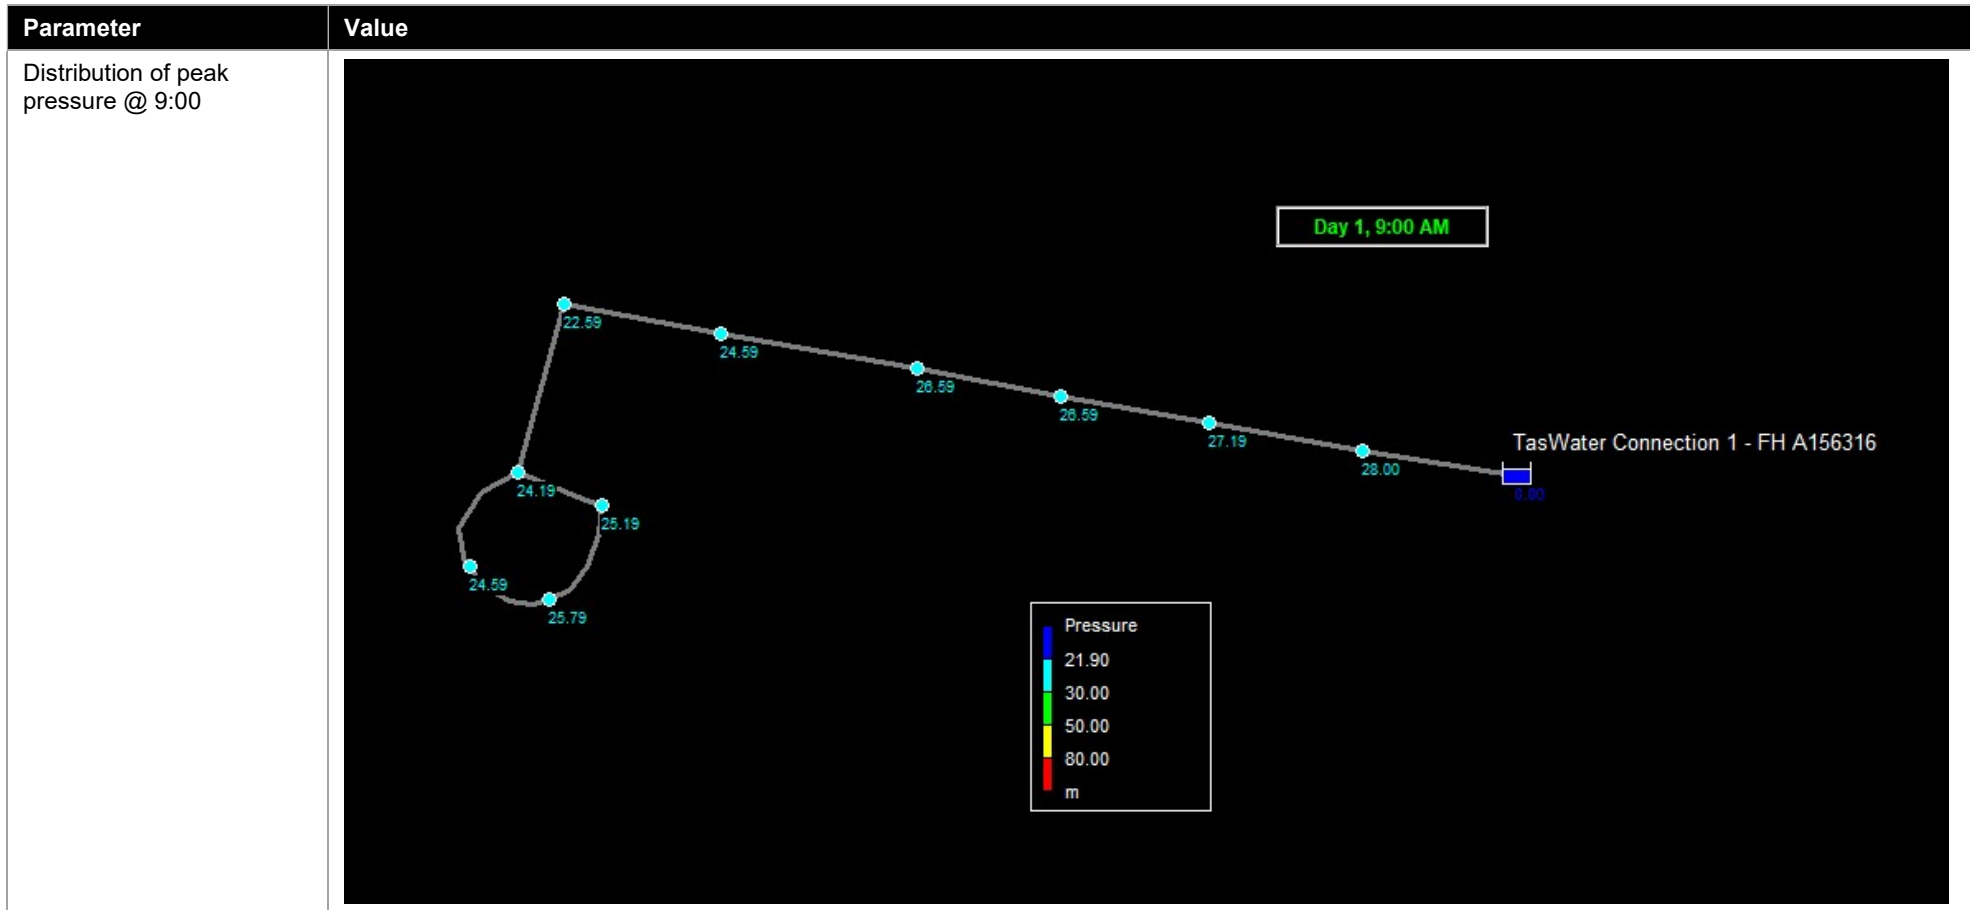 Parameter
Value
Distribution of peak
pressure @ 9:00
Day 1, 9:00 AM
22.59
24.59
26.59
26.59
27.19
TasWater Connection 1 - FH A156316
28.00
0.00
24.19
25.19
24.59
25.79
Pressure
21.90
30.00
50.00
80.00
m